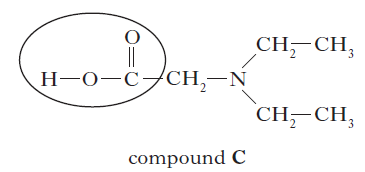 O
CH₂—CH₃
H—O—C—CH₂—N
CH₂—CH₃
compound C